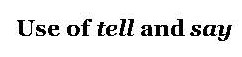 Use of tell and say